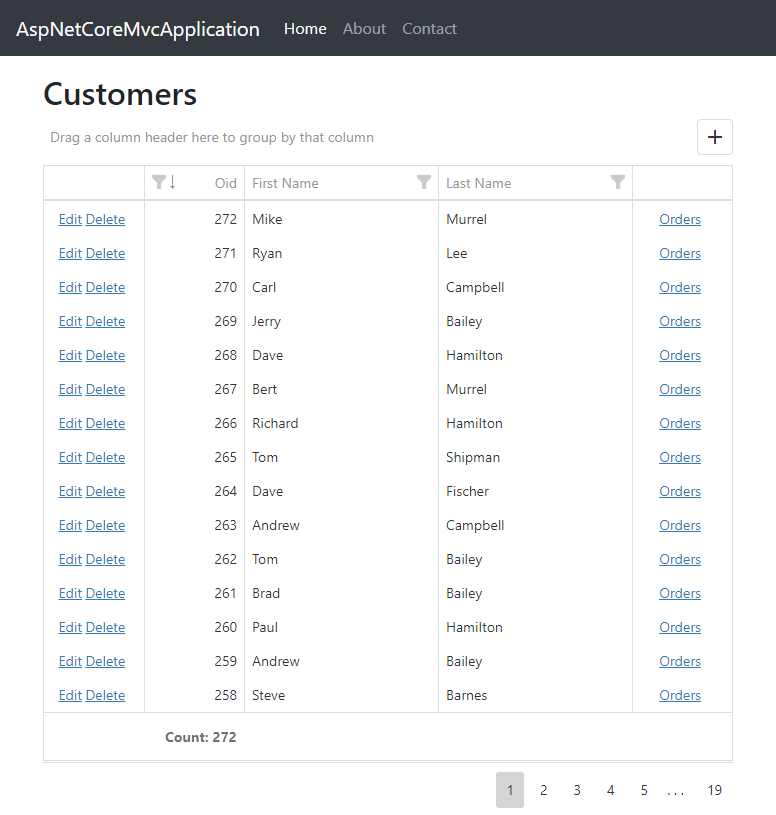 AspNetCoreMvcApplication Home About Contact
Customers
Drag a column header here to group by that column +
Oid First Name Last Name
Edit Delete 272 Mike Murrel Orders
Edit Delete 271 Ryan Lee Orders
Edit Delete 270 Carl Campbell Orders
Edit Delete 269 Jerry Bailey Orders
Edit Delete 268 Dave Hamilton Orders
Edit Delete 267 Bert Murrel Orders
Edit Delete 266 Richard Hamilton Orders
Edit Delete 265 Tom Shipman Orders
Edit Delete 264 Dave Fischer Orders
Edit Delete 263 Andrew Campbell Orders
Edit Delete 262 Tom Bailey Orders
Edit Delete 261 Brad Bailey Orders
Edit Delete 260 Paul Hamilton Orders
Edit Delete 259 Andrew Bailey Orders
Edit Delete 258 Steve Barnes Orders
Count: 272
1 2 3 4 5 . . . 19